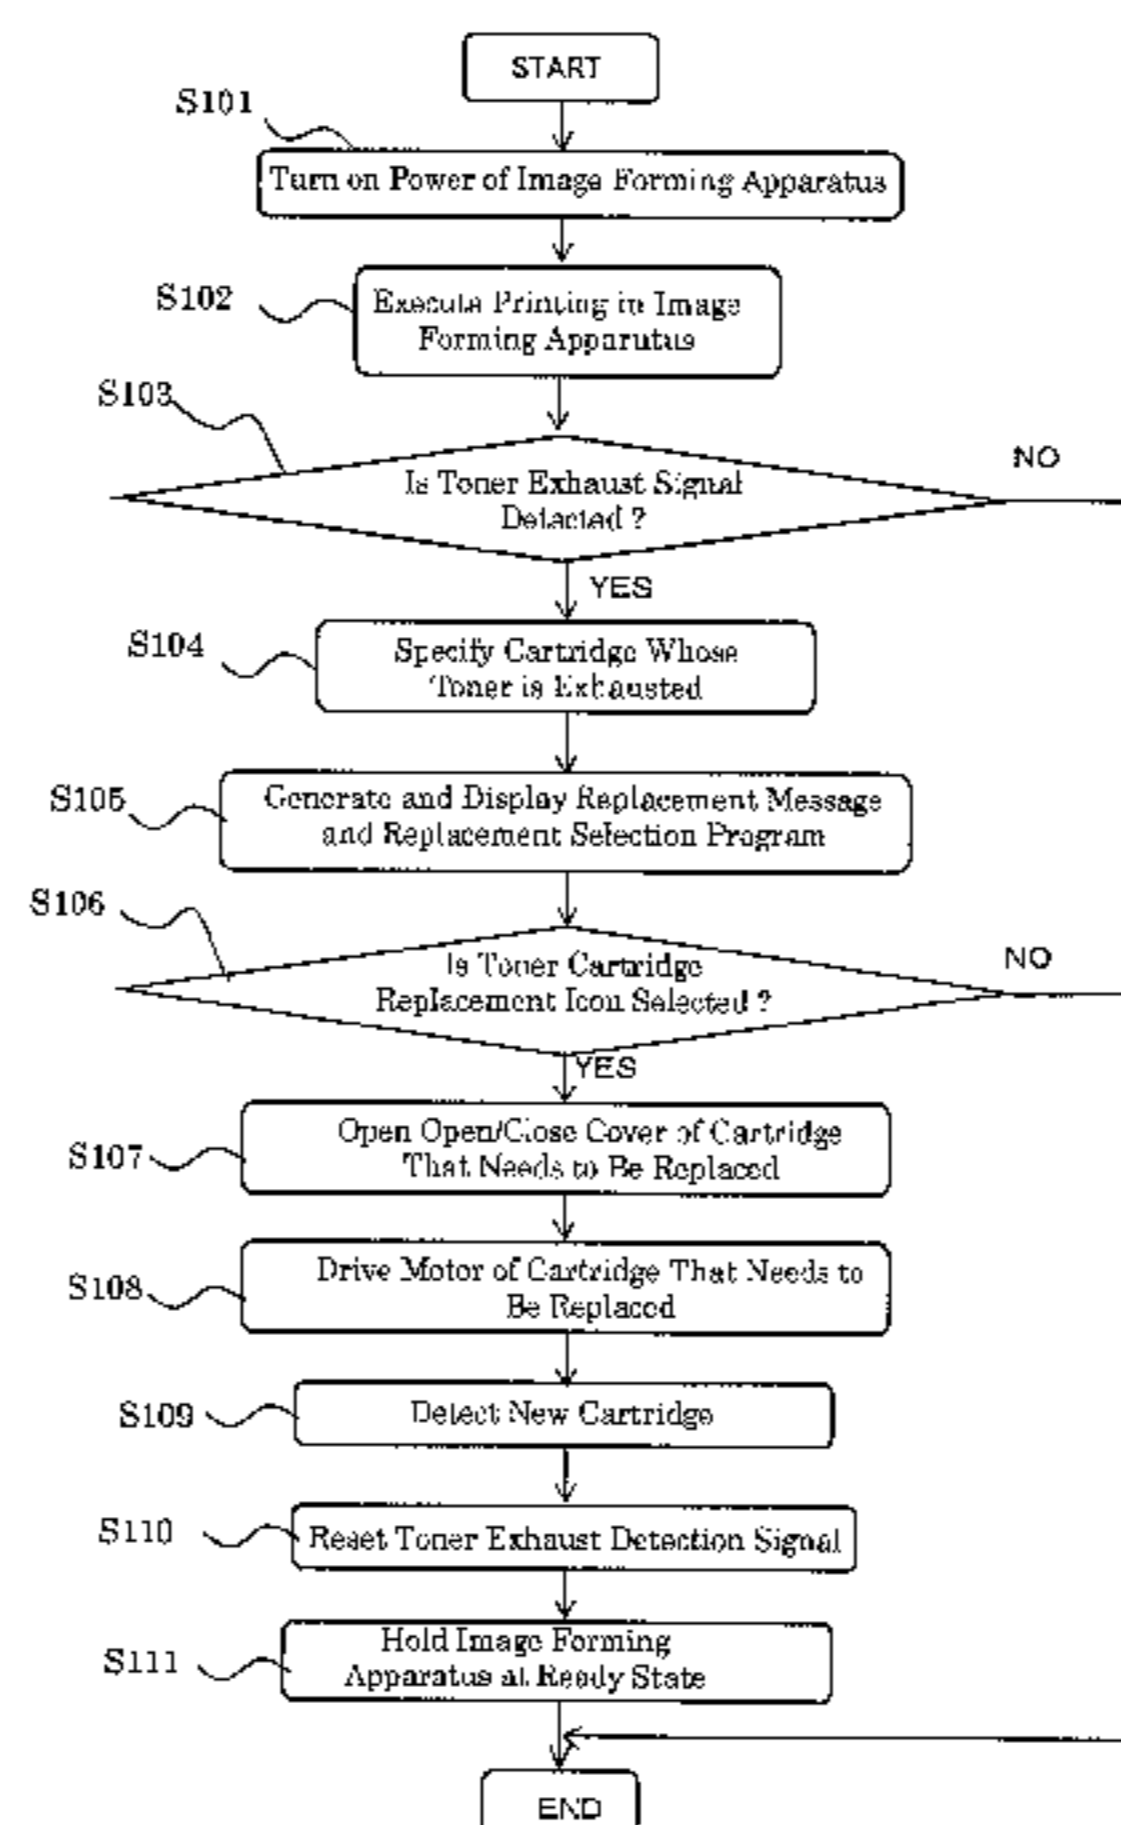 START
S101
Turn on Power of Image Forming Apparatus
S102
Execute Printing in Image
Forming Apparutus
S103
NO
Is Toner Exhaust Signal
Detected ?
YES
S104
Specify Cartridge Whose
Toner is Exhausted
S105
Generate and Display Replacement Message
and Replacement Selection Program
S106
NO
Is Toner Cartridge
Replacement Icon Selected ?
YES
S107
Open Open/Close Cover of Cartridge
That Needs to Be Replaced
S108
Drive Motor of Cartridge That Needs to
Be Replaced
S109
Detect New Cartridge
S110
Reset Toner Exhaust Detection Signal
S111
Hold Image Forming
Apparatus at Ready State
END